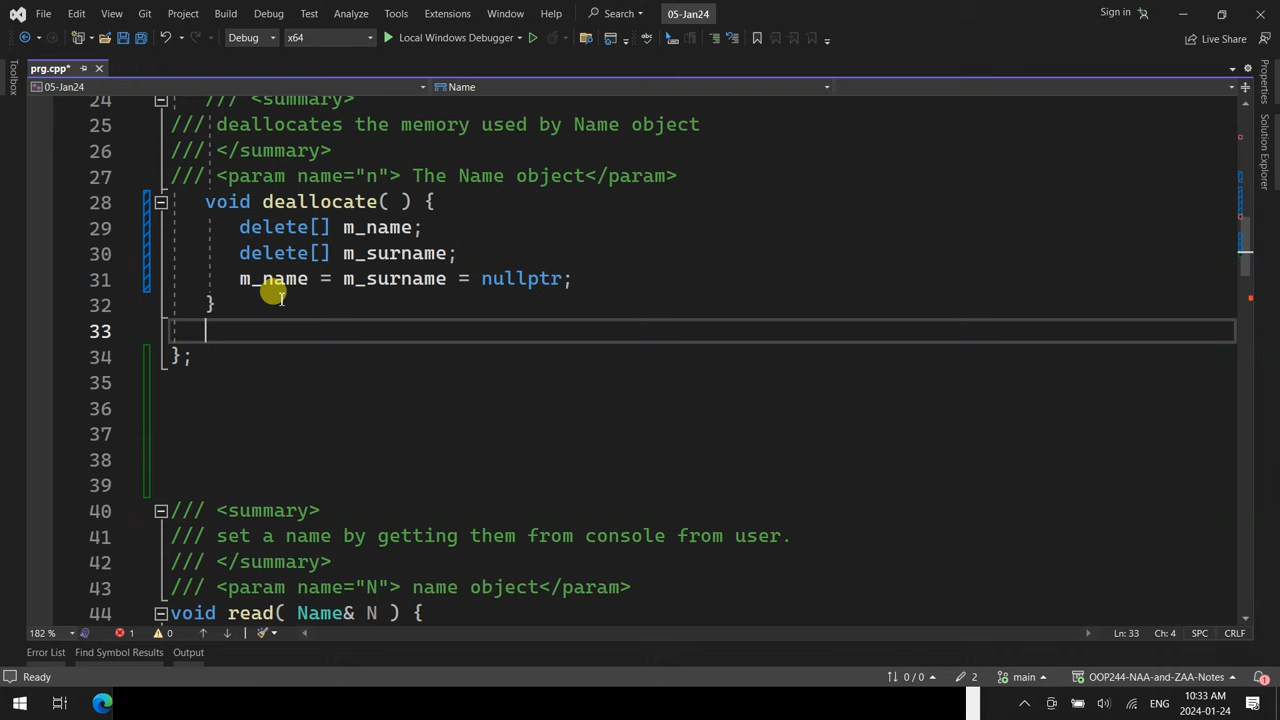 File Edit View Git Project Build Debug Test Analyze Tools Extensions Window Help Search 05-Jan24 Sign in
Debug x64 Local Windows Debugger Live Share
prg.cpp*
05-Jan24 Name
Toolbox
Properties
Solution Explorer
24 /// <summary>
25 /// deallocates the memory used by Name object
26 /// </summary>
27 /// <param name="n"> The Name object</param>
28 void deallocate( ) {
29 delete[] m_name;
30 delete[] m_surname;
31 m_name = m_surname = nullptr;
32 }
33
34 };
35
36
37
38
39
40 /// <summary>
41 /// set a name by getting them from console from user.
42 /// </summary>
43 /// <param name="N"> name object</param>
44 void read( Name& N ) {
182 % 1 0 Ln: 33 Ch: 4 SPC CRLF
Error List Find Symbol Results Output
Ready 0 / 0 2 main OOP244-NAA-and-ZAA-Notes 1
ENG 10:33 AM
2024-01-24